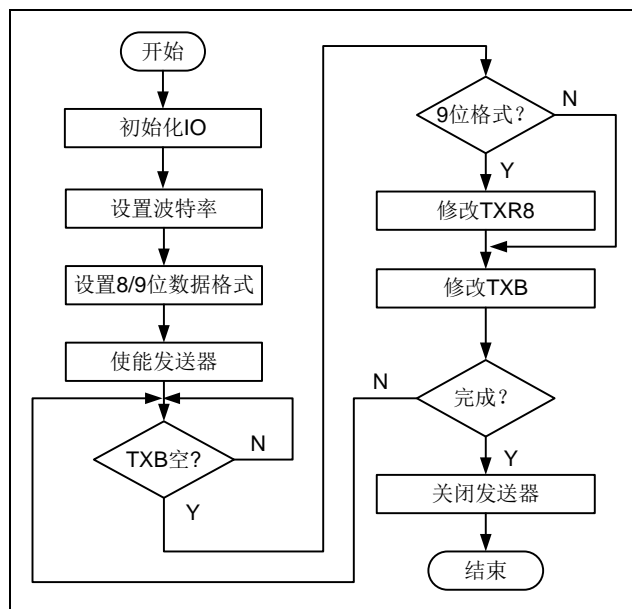 开始
初始化IO
设置波特率
设置8/9位数据格式
使能发送器
TXB空?
N
Y
9位格式?
N
Y
修改TXR8
修改TXB
完成?
N
Y
关闭发送器
结束